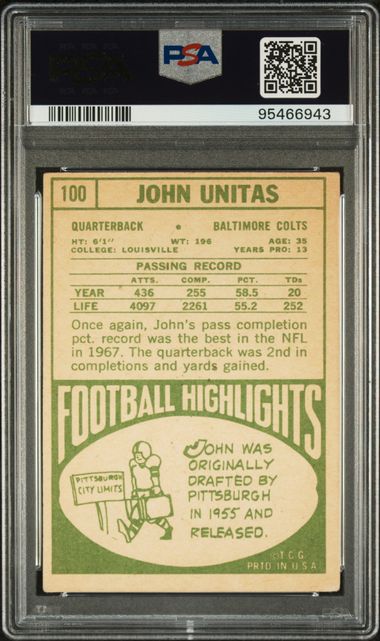 PSA
95466943
100 JOHN UNITAS
QUARTERBACK • BALTIMORE COLTS
HT: 6'1" WT: 196 AGE: 35
COLLEGE: LOUISVILLE YEARS PRO: 13
PASSING RECORD
ATTS. COMP. PCT. TDs
YEAR 436 255 58.5 20
LIFE 4097 2261 55.2 252
Once again, John's pass completion
pct. record was the best in the NFL
in 1967. The quarterback was 2nd in
completions and yards gained.
FOOTBALL HIGHLIGHTS
PITTSBURGH
CITY LIMITS
JOHN WAS
ORIGINALLY
DRAFTED BY
PITTSBURGH
IN 1955 AND
RELEASED.
©T.C.G.
PRTD IN U.S.A.